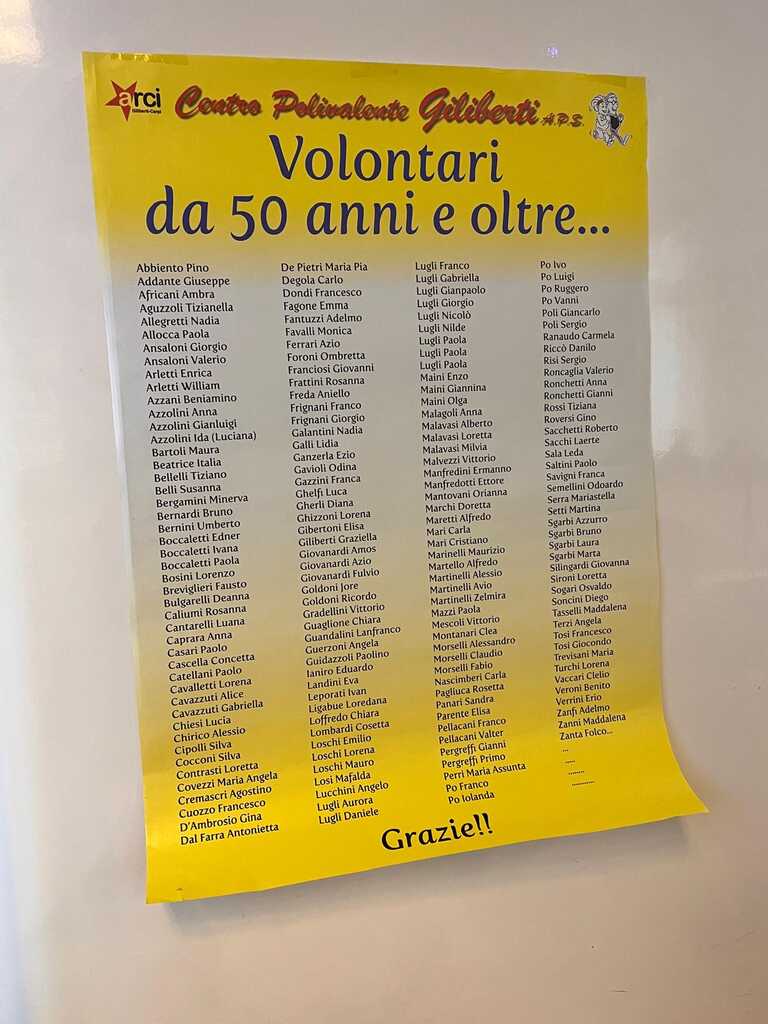 arci
Giliberti-Carpi
Centro Polivalente Giliberti A.P.S.
Volontari
da 50 anni e oltre...
Abbiento Pino
Addante Giuseppe
Africani Ambra
Aguzzoli Tizianella
Allegretti Nadia
Allocca Paola
Ansaloni Giorgio
Ansaloni Valerio
Arletti Enrica
Arletti William
Azzani Beniamino
Azzolini Anna
Azzolini Gianluigi
Azzolini Ida (Luciana)
Bartoli Maura
Beatrice Italia
Bellelli Tiziano
Belli Susanna
Bergamini Minerva
Bernardi Bruno
Bernini Umberto
Boccaletti Edner
Boccaletti Ivana
Boccaletti Paola
Bosini Lorenzo
Breviglieri Fausto
Bulgarelli Deanna
Caliumi Rosanna
Cantarelli Luana
Caprara Anna
Casari Paolo
Cascella Concetta
Catellani Paolo
Cavalletti Lorena
Cavazzuti Alice
Cavazzuti Gabriella
Chiesi Lucia
Chirico Alessio
Cipolli Silva
Cocconi Silva
Contrasti Loretta
Covezzi Maria Angela
Cremascri Agostino
Cuozzo Francesco
D'Ambrosio Gina
Dal Farra Antonietta
De Pietri Maria Pia
Degola Carlo
Dondi Francesco
Fagone Emma
Fantuzzi Adelmo
Favalli Monica
Ferrari Azio
Foroni Ombretta
Franciosi Giovanni
Frattini Rosanna
Freda Aniello
Frignani Franco
Frignani Giorgio
Galantini Nadia
Galli Lidia
Ganzerla Ezio
Gavioli Odina
Gazzini Franca
Ghelfi Luca
Gherli Diana
Ghizzoni Lorena
Gibertoni Elisa
Giliberti Graziella
Giovanardi Amos
Giovanardi Azio
Giovanardi Fulvio
Goldoni Jore
Goldoni Ricordo
Gradellini Vittorio
Guaglione Chiara
Guandalini Lanfranco
Guerzoni Angela
Guidazzoli Paolino
Ianiro Eduardo
Landini Eva
Leporati Ivan
Ligabue Loredana
Loffredo Chiara
Lombardi Cosetta
Loschi Emilio
Loschi Lorena
Loschi Mauro
Losi Mafalda
Lucchini Angelo
Lugli Aurora
Lugli Daniele
Lugli Franco
Lugli Gabriella
Lugli Gianpaolo
Lugli Giorgio
Lugli Nicolò
Lugli Nilde
Lugli Paola
Lugli Paola
Lugli Paola
Maini Enzo
Maini Giannina
Maini Olga
Malagoli Anna
Malavasi Alberto
Malavasi Loretta
Malavasi Milvia
Malvezzi Vittorio
Manfredini Ermanno
Manfredotti Ettore
Mantovani Orianna
Marchi Doretta
Maretti Alfredo
Mari Carla
Mari Cristiano
Marinelli Maurizio
Martello Alfredo
Martinelli Alessio
Martinelli Avio
Martinelli Zelmira
Mazzi Paola
Mescoli Vittorio
Montanari Clea
Morselli Alessandro
Morselli Claudio
Morselli Fabio
Nascimberi Carla
Pagliuca Rosetta
Panari Sandra
Parente Elisa
Pellacani Franco
Pellacani Valter
Pergreffi Gianni
Pergreffi Primo
Perri Maria Assunta
Po Franco
Po Iolanda
Po Ivo
Po Luigi
Po Ruggero
Po Vanni
Poli Giancarlo
Poli Sergio
Ranaudo Carmela
Riccò Danilo
Risi Sergio
Roncaglia Valerio
Ronchetti Anna
Ronchetti Gianni
Rossi Tiziana
Roversi Gino
Sacchetti Roberto
Sacchi Laerte
Sala Leda
Saltini Paolo
Savigni Franca
Semellini Odoardo
Serra Mariastella
Setti Martina
Sgarbi Azzurro
Sgarbi Bruno
Sgarbi Laura
Sgarbi Marta
Silingardi Giovanna
Sironi Loretta
Sogari Osvaldo
Soncini Diego
Tasselli Maddalena
Terzi Angela
Tosi Francesco
Tosi Giocondo
Trevisani Maria
Turchi Lorena
Vaccari Clelio
Veroni Benito
Verrini Erio
Zanfi Adelmo
Zanni Maddalena
Zanta Folco...
...
....
.......
..........
Grazie!!